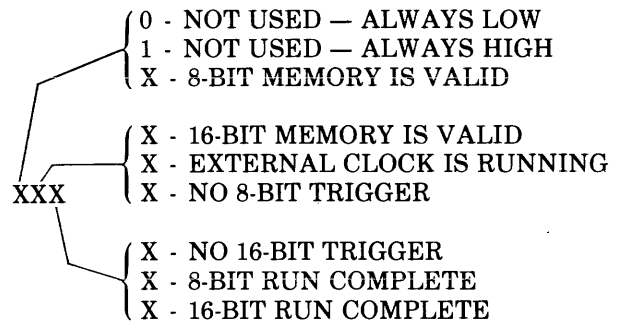 0 - NOT USED — ALWAYS LOW
1 - NOT USED — ALWAYS HIGH
X - 8-BIT MEMORY IS VALID
X - 16-BIT MEMORY IS VALID
X - EXTERNAL CLOCK IS RUNNING
XXX
X - NO 8-BIT TRIGGER
X - NO 16-BIT TRIGGER
X - 8-BIT RUN COMPLETE
X - 16-BIT RUN COMPLETE